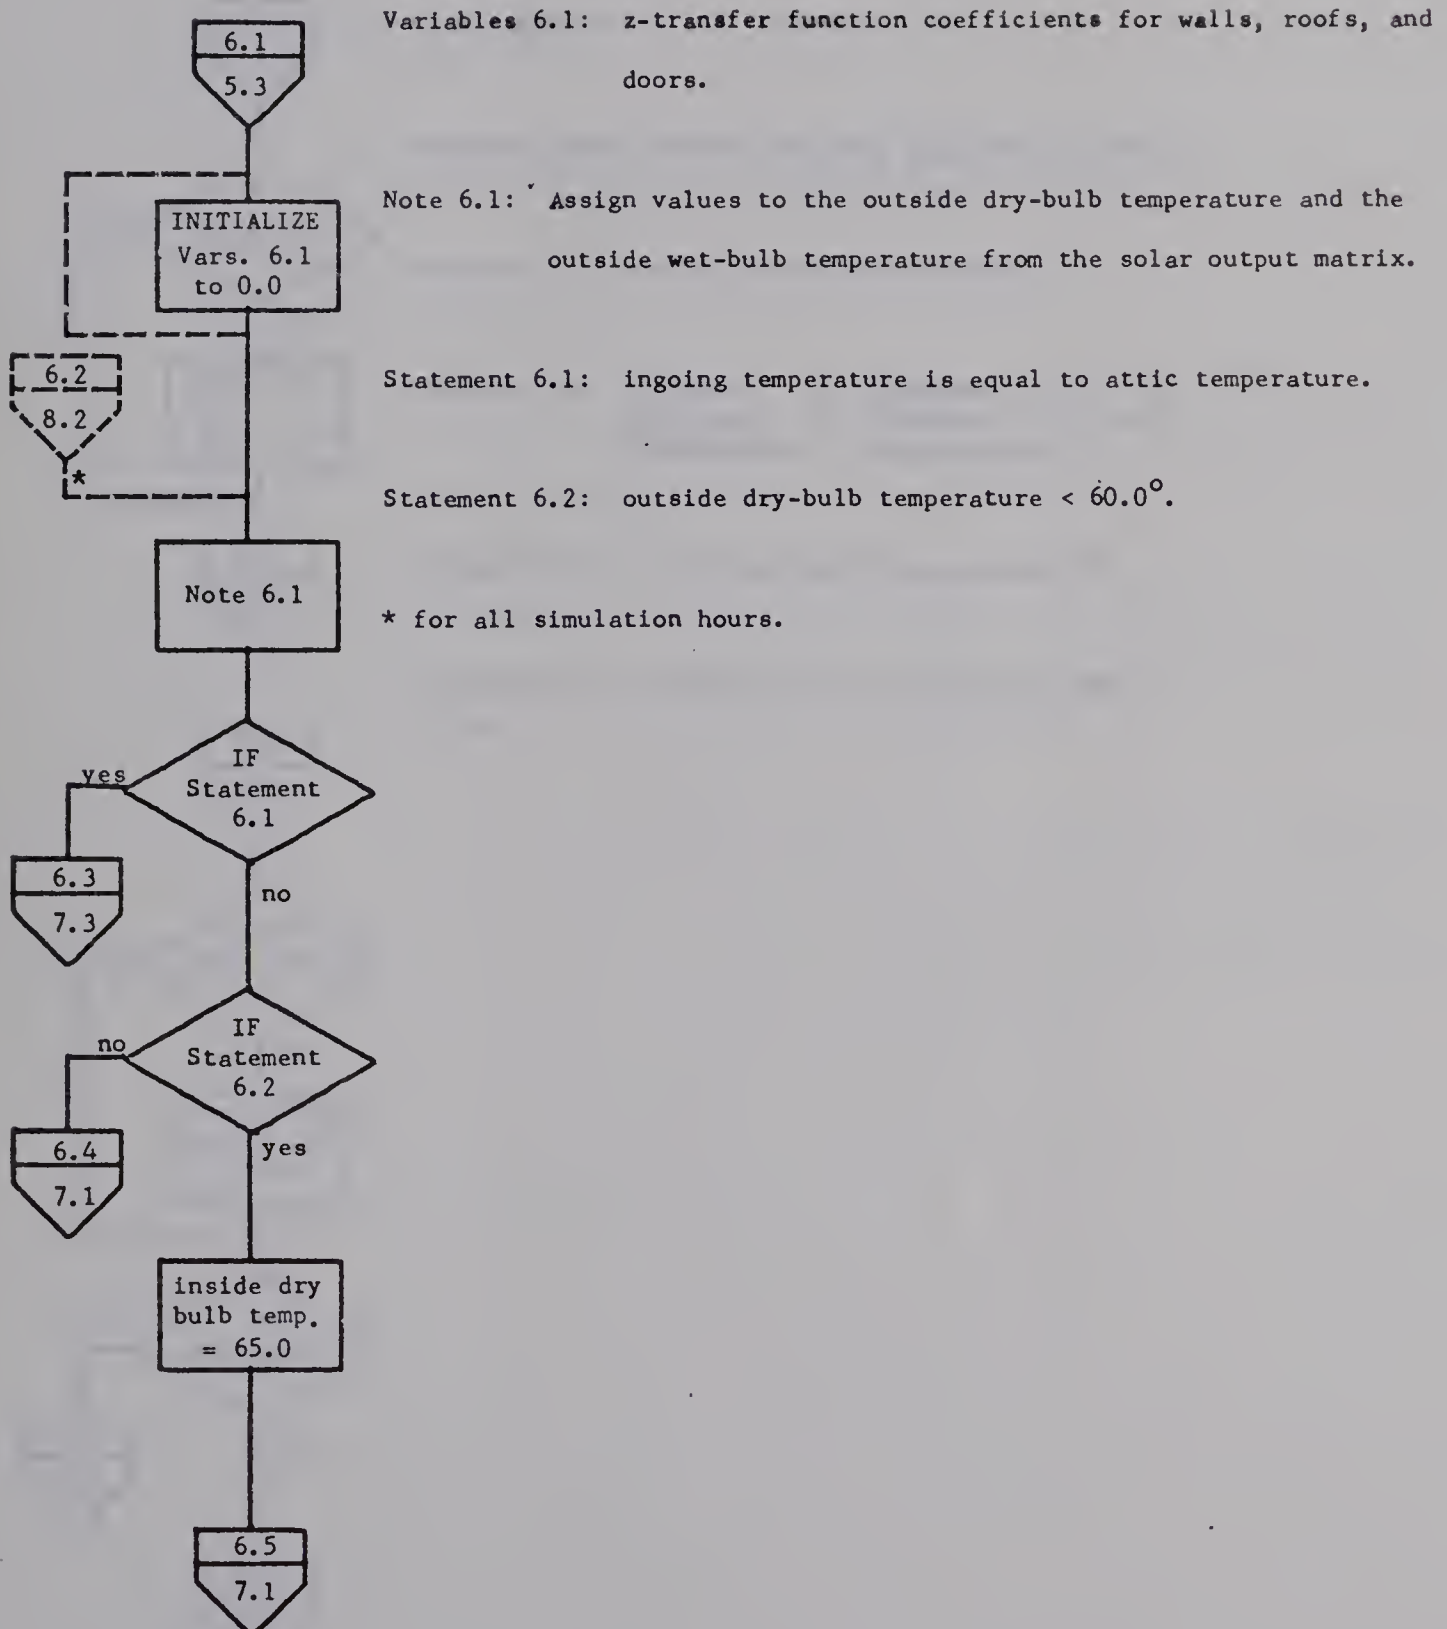 6.1
5.3
Variables 6.1: z-transfer function coefficients for walls, roofs, and
doors.
INITIALIZE
Vars. 6.1
to 0.0
Note 6.1: Assign values to the outside dry-bulb temperature and the
outside wet-bulb temperature from the solar output matrix.
6.2
8.2
*
Statement 6.1: ingoing temperature is equal to attic temperature.
Statement 6.2: outside dry-bulb temperature < 60.0°.
Note 6.1
* for all simulation hours.
IF
Statement
6.1
yes
no
6.3
7.3
IF
Statement
6.2
no
yes
6.4
7.1
inside dry
bulb temp.
= 65.0
6.5
7.1